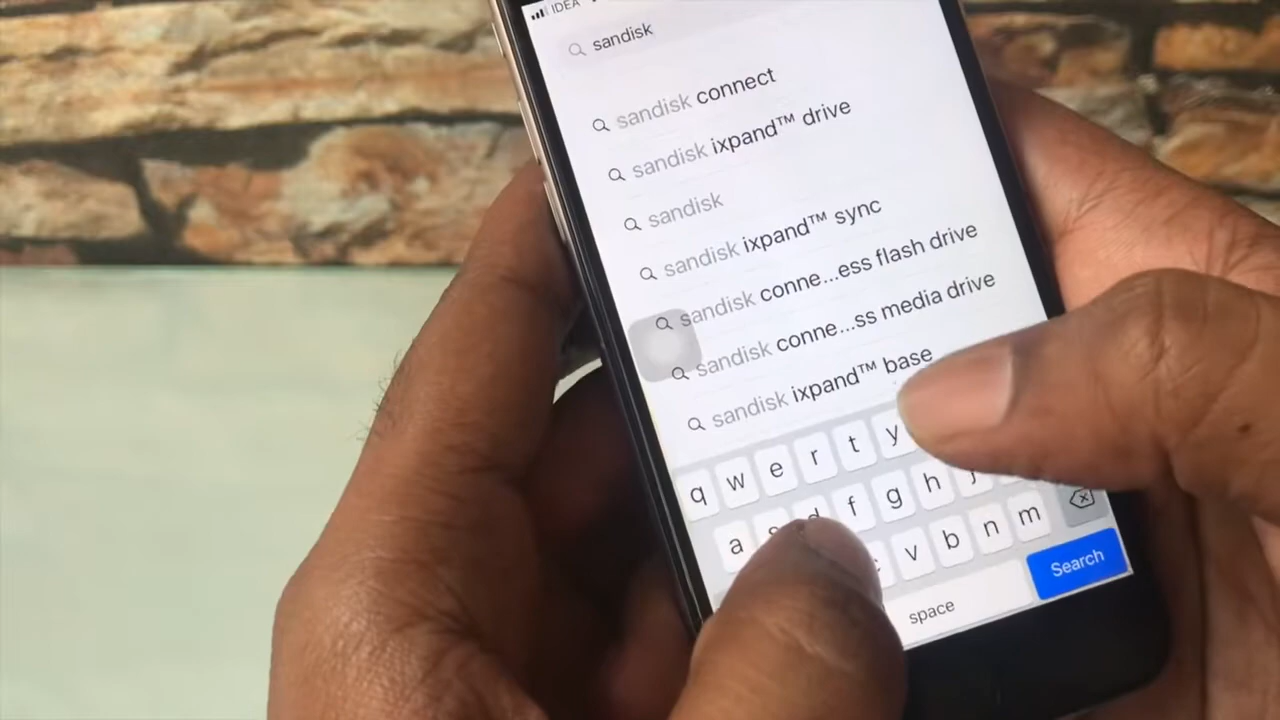 IDEA
sandisk
sandisk connect
sandisk ixpand™ drive
sandisk
sandisk ixpand™ sync
sandisk conne...ess flash drive
sandisk conne...ss media drive
sandisk ixpand™ base
q w e r t y
a s d f g h j
c v b n m
space Search